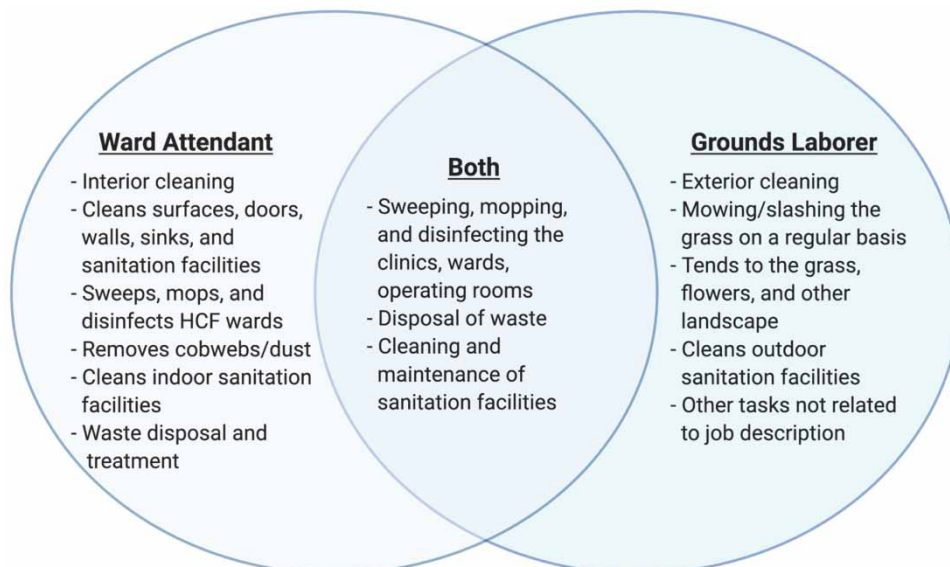 Ward Attendant
- Interior cleaning
- Cleans surfaces, doors,
walls, sinks, and
sanitation facilities
- Sweeps, mops, and
disinfects HCF wards
- Removes cobwebs/dust
- Cleans indoor sanitation
facilities
- Waste disposal and
treatment
Both
- Sweeping, mopping,
and disinfecting the
clinics, wards,
operating rooms
- Disposal of waste
- Cleaning and
maintenance of
sanitation facilities
Grounds Laborer
- Exterior cleaning
- Mowing/slashing the
grass on a regular basis
- Tends to the grass,
flowers, and other
landscape
- Cleans outdoor
sanitation facilities
- Other tasks not related
to job description